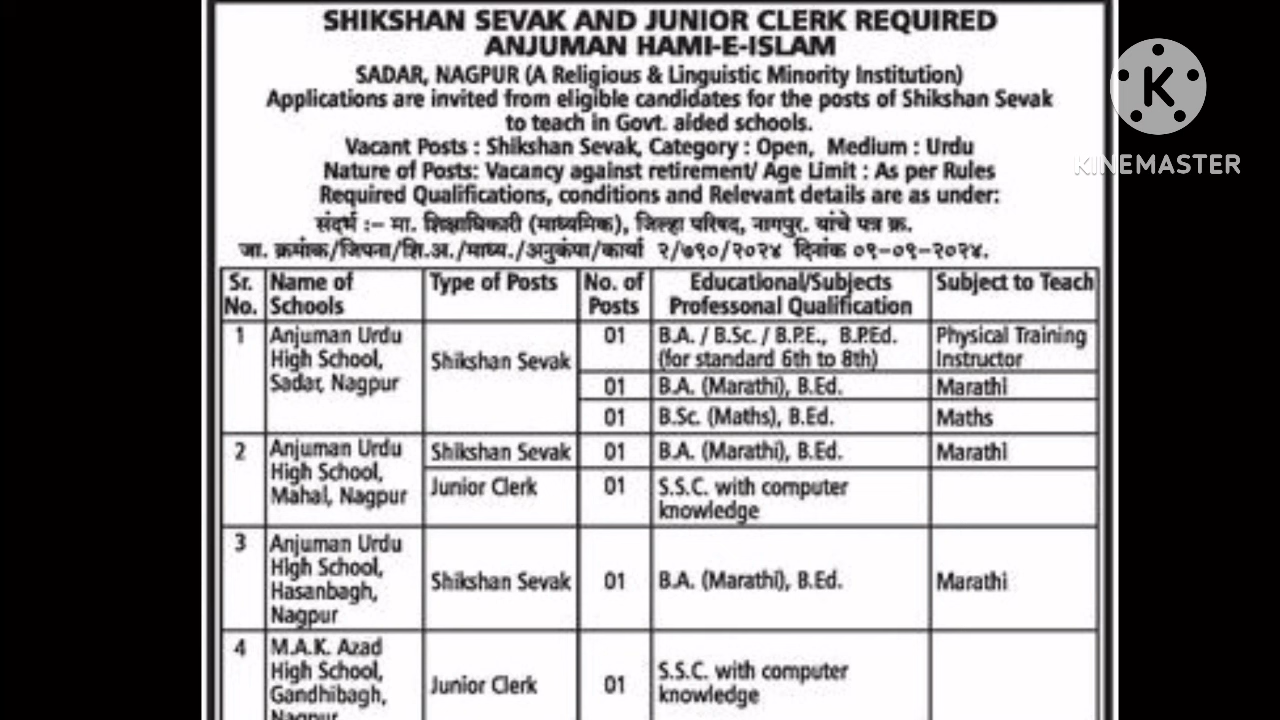 SHIKSHAN SEVAK AND JUNIOR CLERK REQUIRED
ANJUMAN HAMI-E-ISLAM
SADAR, NAGPUR (A Religious & Linguistic Minority Institution)
Applications are invited from eligible candidates for the posts of Shikshan Sevak
to teach in Govt. aided schools.
Vacant Posts : Shikshan Sevak, Category : Open, Medium : Urdu
Nature of Posts: Vacancy against retirement/ Age Limit : As per Rules
Required Qualifications, conditions and Relevant details are as under:
संदर्भ :– मा. शिक्षाधिकारी (माध्यमिक), जिल्हा परिषद, नागपुर. यांचे पत्र क्र.
जा. क्रमांक/जिपना/शि.अ./माध्य./अनुकंपा/कार्या २/७९०/२०२४ दिनांक ०९–०९–२०२४.
Sr. No. Name of Schools Type of Posts No. of Posts Educational/Subjects Professonal Qualification Subject to Teach
1 Anjuman Urdu High School, Sadar, Nagpur Shikshan Sevak 01 B.A. / B.Sc. / B.P.E., B.P.Ed. (for standard 6th to 8th) Physical Training Instructor
01 B.A. (Marathi), B.Ed. Marathi
01 B.Sc. (Maths), B.Ed. Maths
2 Anjuman Urdu High School, Mahal, Nagpur Shikshan Sevak 01 B.A. (Marathi), B.Ed. Marathi
Junior Clerk 01 S.S.C. with computer knowledge
3 Anjuman Urdu High School, Hasanbagh, Nagpur Shikshan Sevak 01 B.A. (Marathi), B.Ed. Marathi
4 M.A.K. Azad High School, Gandhibagh, Nagpur Junior Clerk 01 S.S.C. with computer knowledge
K
KINEMASTER